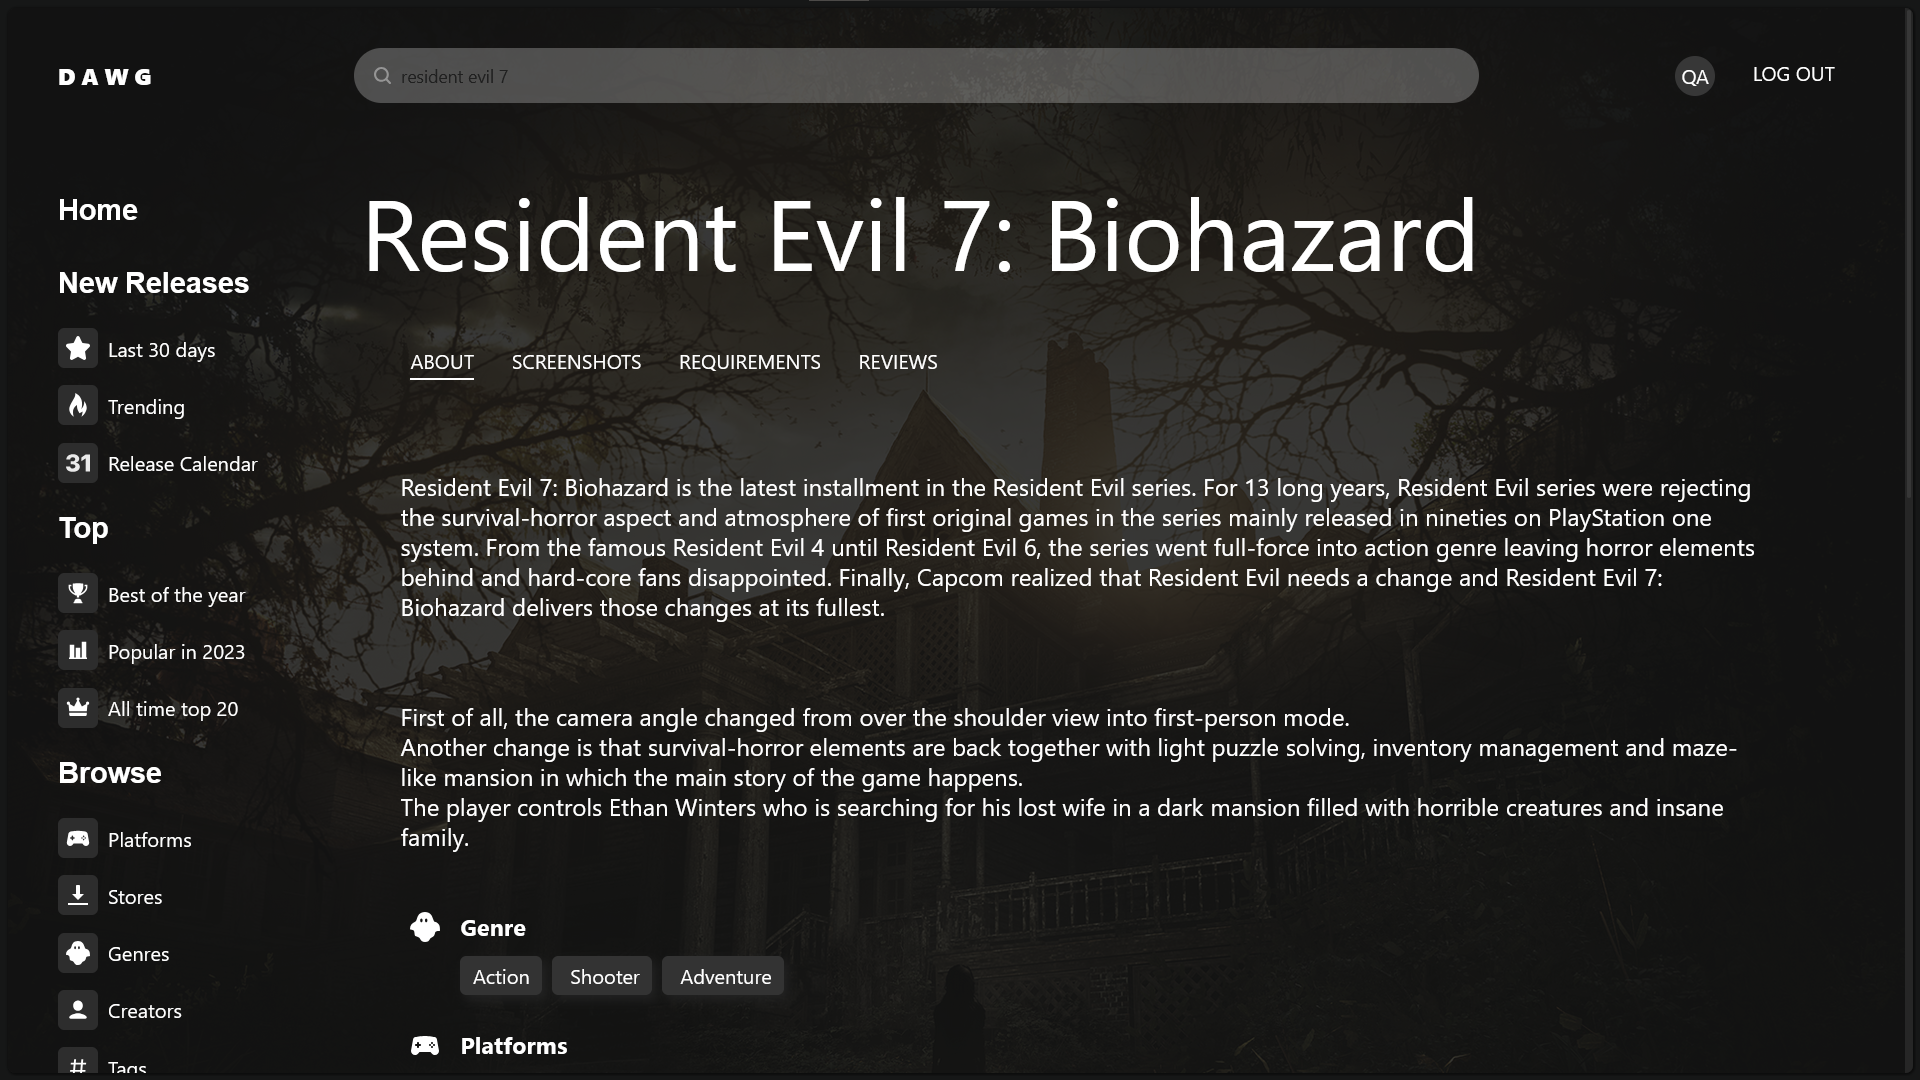 DAWG
resident evil 7
QA
LOG OUT
Home
New Releases
Last 30 days
Trending
31
Release Calendar
Top
Best of the year
Popular in 2023
All time top 20
Browse
Platforms
Stores
Genres
Creators
#
Tags
Resident Evil 7: Biohazard
ABOUT
SCREENSHOTS
REQUIREMENTS
REVIEWS
Resident Evil 7: Biohazard is the latest installment in the Resident Evil series. For 13 long years, Resident Evil series were rejecting
the survival-horror aspect and atmosphere of first original games in the series mainly released in nineties on PlayStation one
system. From the famous Resident Evil 4 until Resident Evil 6, the series went full-force into action genre leaving horror elements
behind and hard-core fans disappointed. Finally, Capcom realized that Resident Evil needs a change and Resident Evil 7:
Biohazard delivers those changes at its fullest.
First of all, the camera angle changed from over the shoulder view into first-person mode.
Another change is that survival-horror elements are back together with light puzzle solving, inventory management and maze-
like mansion in which the main story of the game happens.
The player controls Ethan Winters who is searching for his lost wife in a dark mansion filled with horrible creatures and insane
family.
Genre
Action
Shooter
Adventure
Platforms